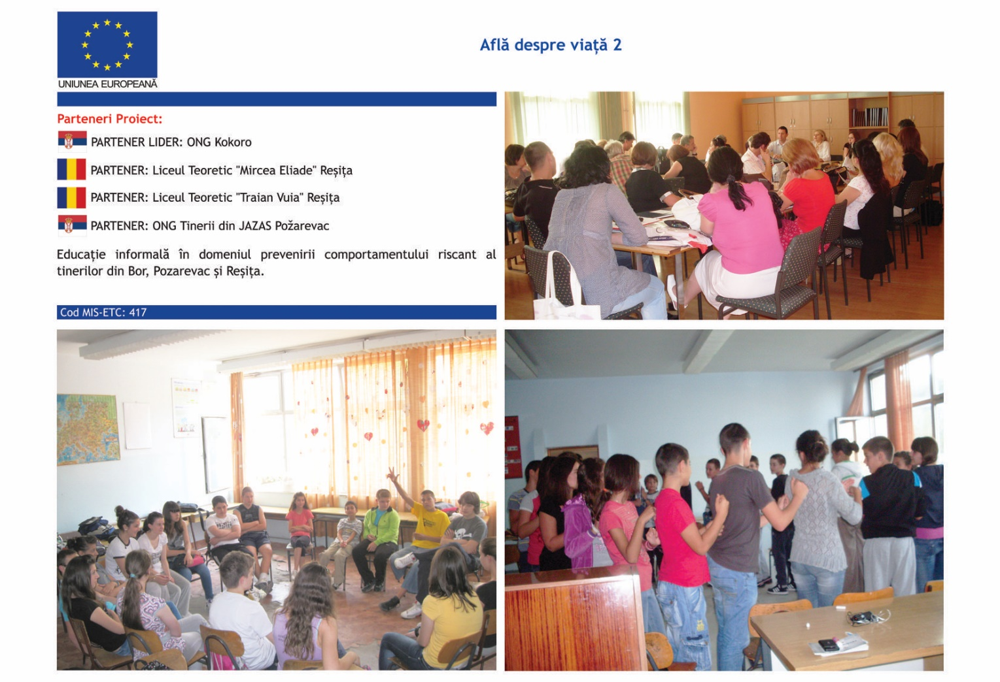 UNIUNEA EUROPEANĂ
Află despre viață 2
Parteneri Proiect:
PARTENER LIDER: ONG Kokoro
PARTENER: Liceul Teoretic "Mircea Eliade" Reșița
PARTENER: Liceul Teoretic "Traian Vuia" Reșița
PARTENER: ONG Tinerii din JAZAS Požarevac
Educație informală în domeniul prevenirii comportamentului riscant al
tinerilor din Bor, Pozarevac și Reșița.
Cod MIS-ETC: 417